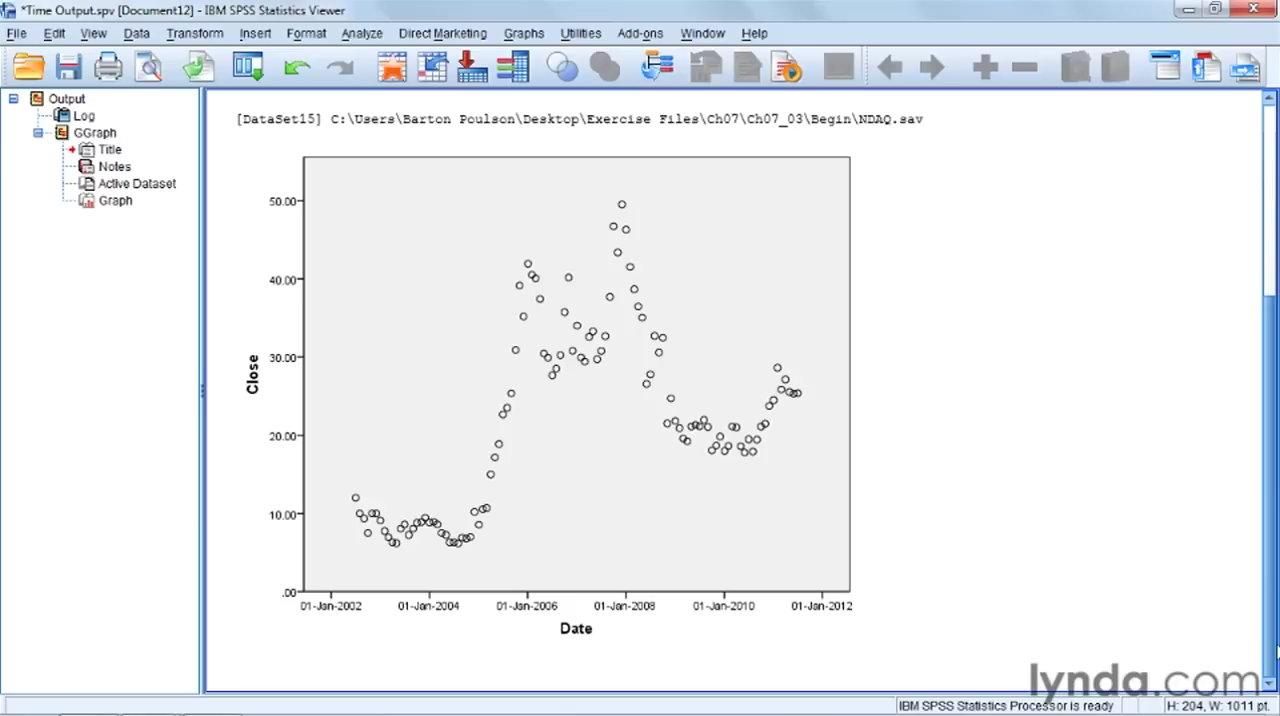 *Time Output.spv [Document12] - IBM SPSS Statistics Viewer
File Edit View Data Transform Insert Format Analyze Direct Marketing Graphs Utilities Add-ons Window Help
Output
Log
GGraph
Title
Notes
Active Dataset
Graph
[DataSet15] C:\Users\Barton Poulson\Desktop\Exercise Files\Ch07\Ch07_03\Begin\NDAQ.sav
50.00
40.00
30.00
20.00
10.00
.00
Close
01-Jan-2002 01-Jan-2004 01-Jan-2006 01-Jan-2008 01-Jan-2010 01-Jan-2012
Date
lynda.com
IBM SPSS Statistics Processor is ready H: 204, W: 1011 pt.